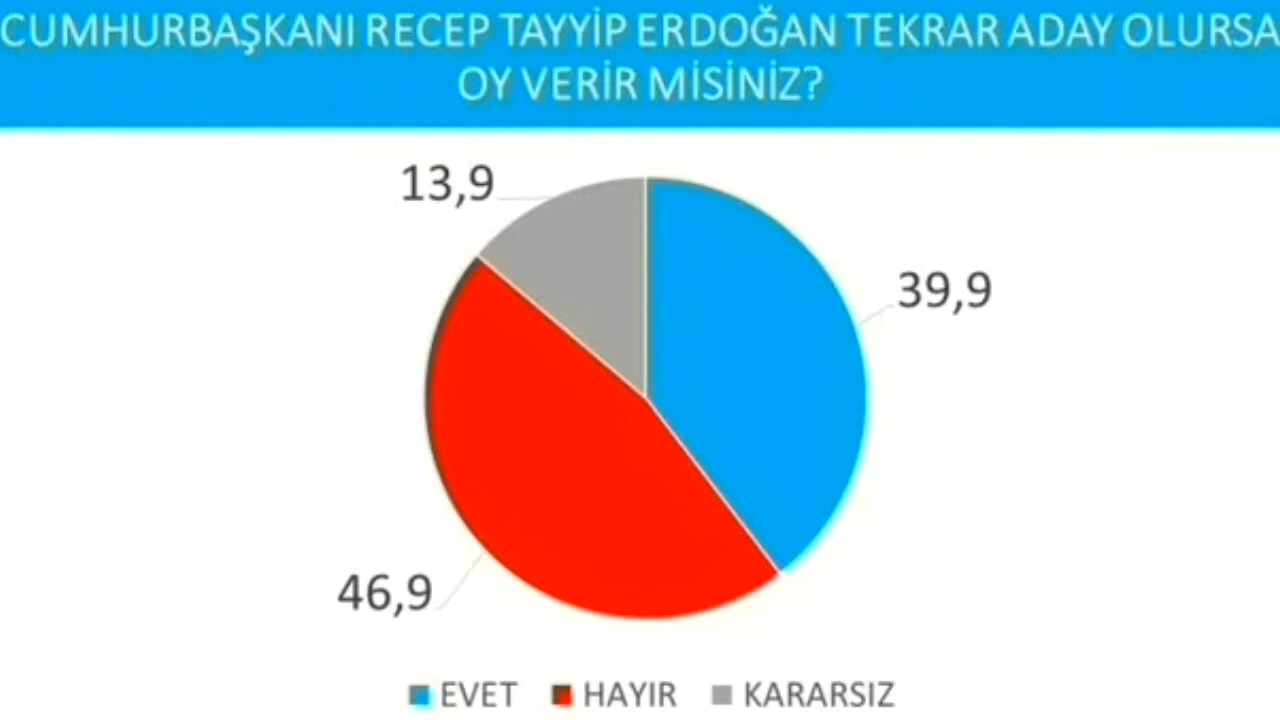 CUMHURBAŞKANI RECEP TAYYİP ERDOĞAN TEKRAR ADAY OLURSA
OY VERİR MİSİNİZ?
13,9
39,9
46,9
EVET HAYIR KARARSIZ